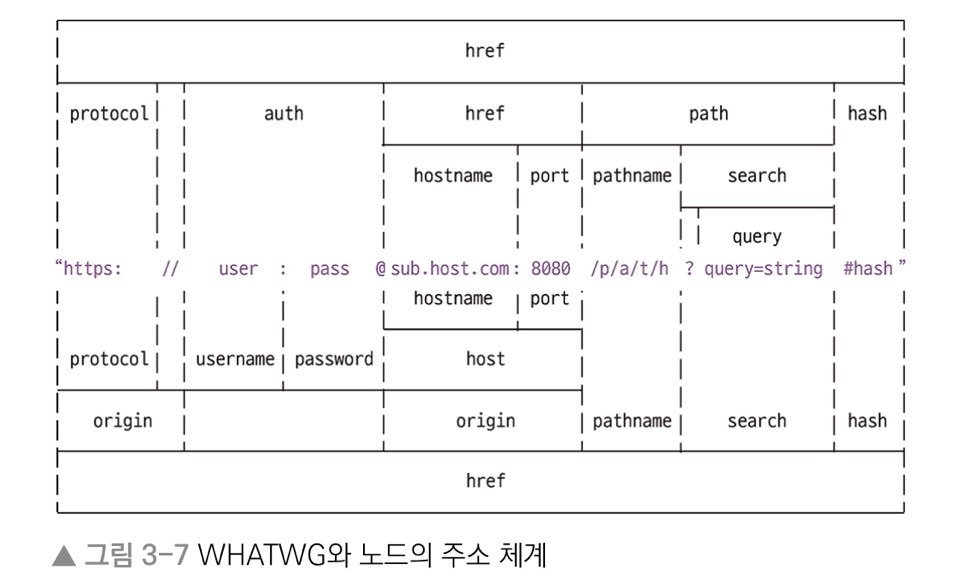 href
protocol auth href path hash
hostname port pathname search
query
“https: // user : pass @ sub.host.com : 8080 /p/a/t/h ? query=string #hash”
hostname port
protocol username password host
origin origin pathname search hash
href
▲ 그림 3-7 WHATWG와 노드의 주소 체계